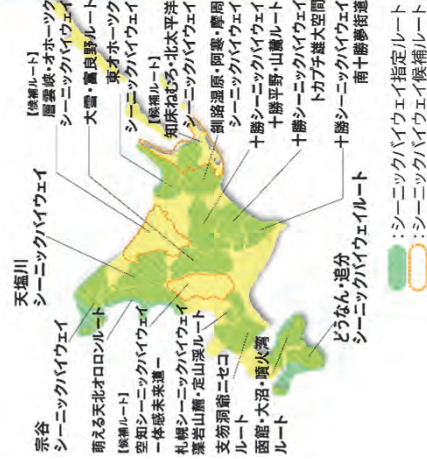 天塩川
シーニックバイウェイ
宗谷
シーニックバイウェイ
萌える天北オロロンルート
【候補ルート】
空知シーニックバイウェイ
ー体感未来道ー
札幌シーニックバイウェイ
藻岩山麓・定山渓ルート
支笏洞爺ニセコ
ルート
函館・大沼・噴火湾
ルート
どうなん・追分
シーニックバイウェイルート
【候補ルート】
層雲峡・オホーツク
シーニックバイウェイ
大雪・富良野ルート
東オホーツク
シーニックバイウェイ
【候補ルート】
知床ねむろ・北太平洋
シーニックバイウェイ
釧路湿原・阿寒・摩周
シーニックバイウェイ
十勝シーニックバイウェイ
十勝平野・山麓ルート
十勝シーニックバイウェイ
トカプチ雄大空間
十勝シーニックバイウェイ
南十勝夢街道
:シーニックバイウェイ指定ルート
:シーニックバイウェイ候補ルート